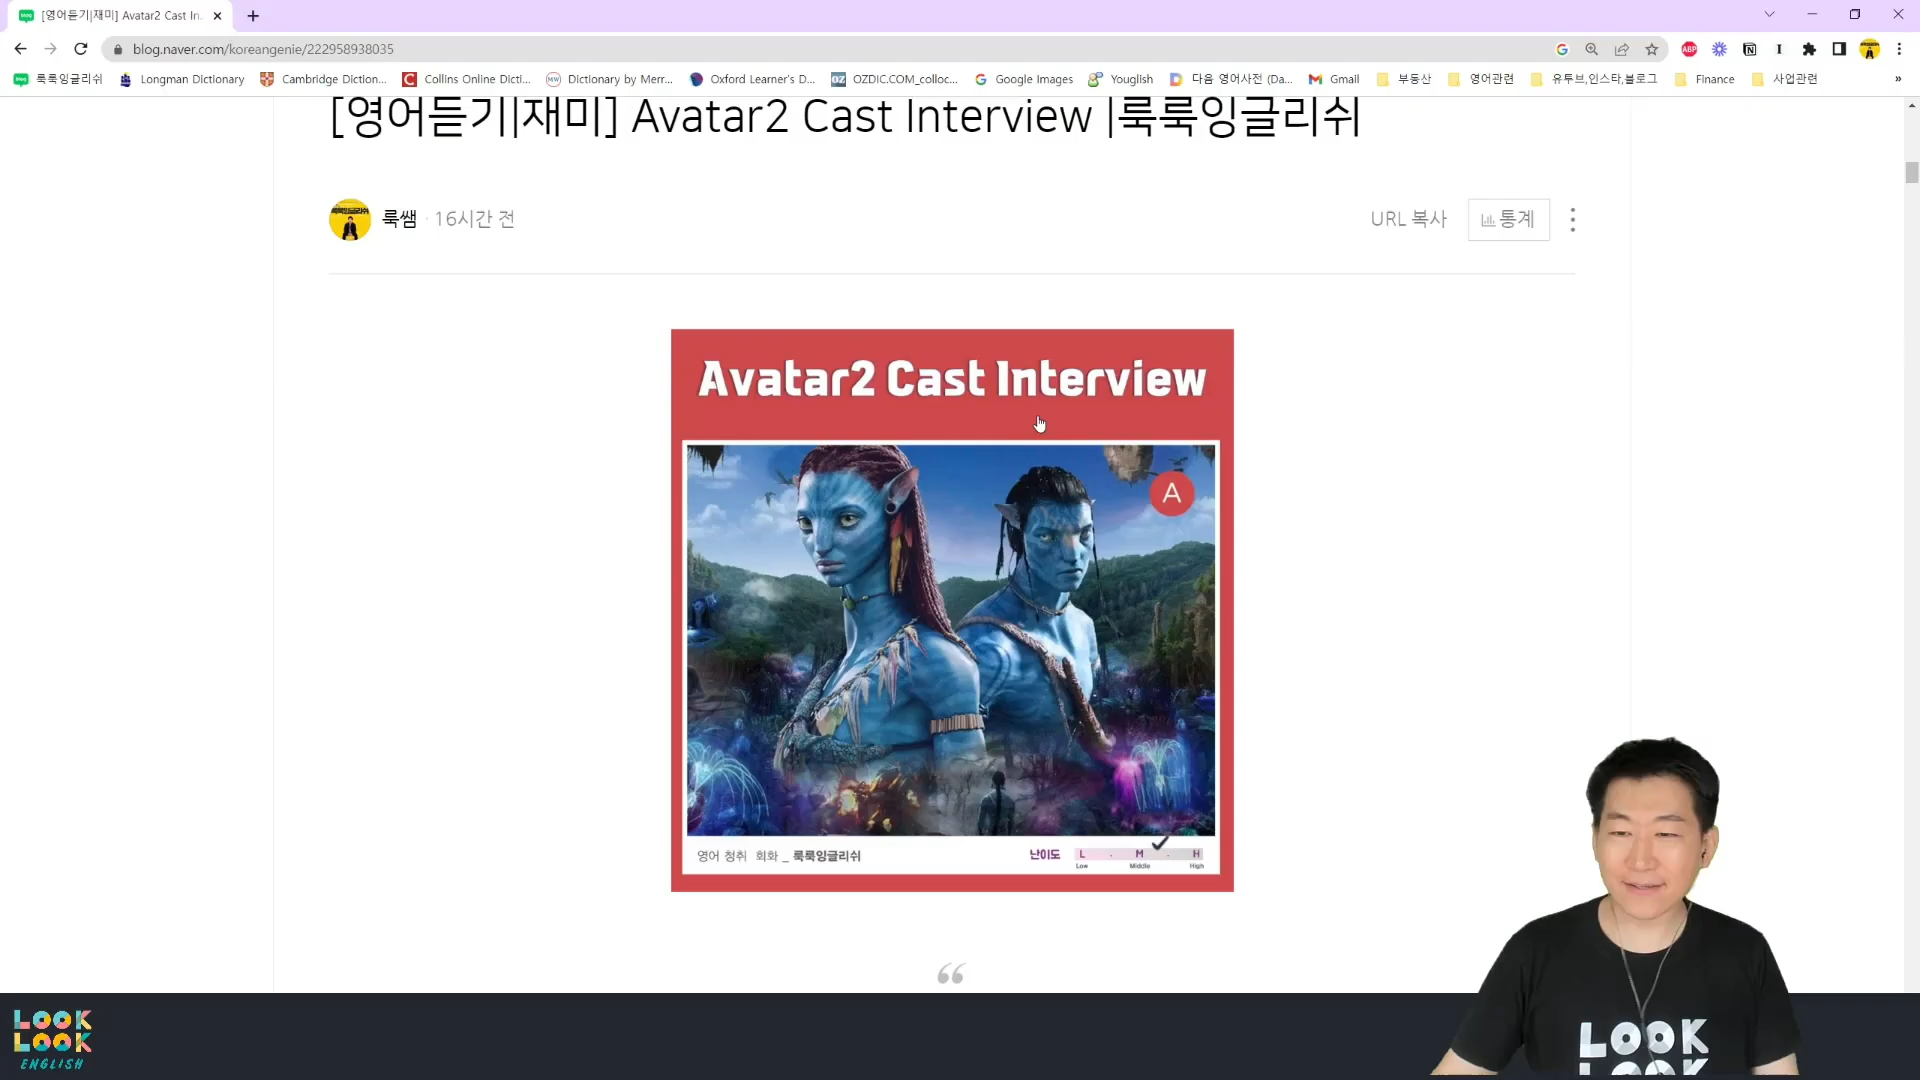 [영어듣기|재미] Avatar2 Cast In
blog.naver.com/koreangenie/222958938035
룩룩잉글리쉬 Longman Dictionary Cambridge Diction... Collins Online Dicti... Dictionary by Merr... Oxford Learner's D... OZDIC.COM_colloc... Google Images Youglish 다음 영어사전 (Da... Gmail 부동산 영어관련 유투브,인스타,블로그 Finance 사업관련 »
[영어듣기|재미] Avatar2 Cast Interview |룩룩잉글리쉬
룩쌤 · 16시간 전 URL 복사 통계
Avatar2 Cast Interview
A
영어 청취 회화 _ 룩룩잉글리쉬 난이도 L . M . H
Low Middle High
LOOK
LOOK
ENGLISH
LOOK